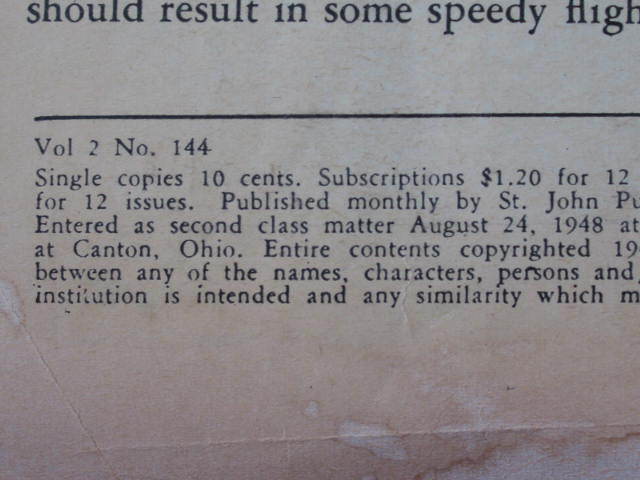 should result in some speedy fligh
Vol 2 No. 144
Single copies 10 cents. Subscriptions $1.20 for 12
for 12 issues. Published monthly by St. John Pu
Entered as second class matter August 24, 1948 at
at Canton, Ohio. Entire contents copyrighted 19
between any of the names, characters, persons and
institution is intended and any similarity which m